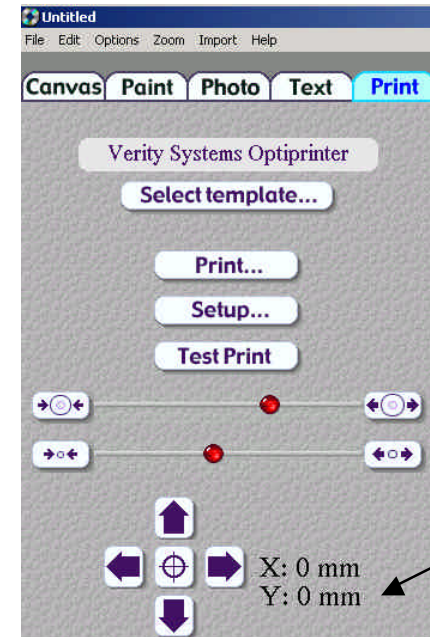 Untitled
File Edit Options Zoom Import Help
Canvas Paint Photo Text Print
Verity Systems Optiprinter
Select template...
Print...
Setup...
Test Print
X: 0 mm
Y: 0 mm